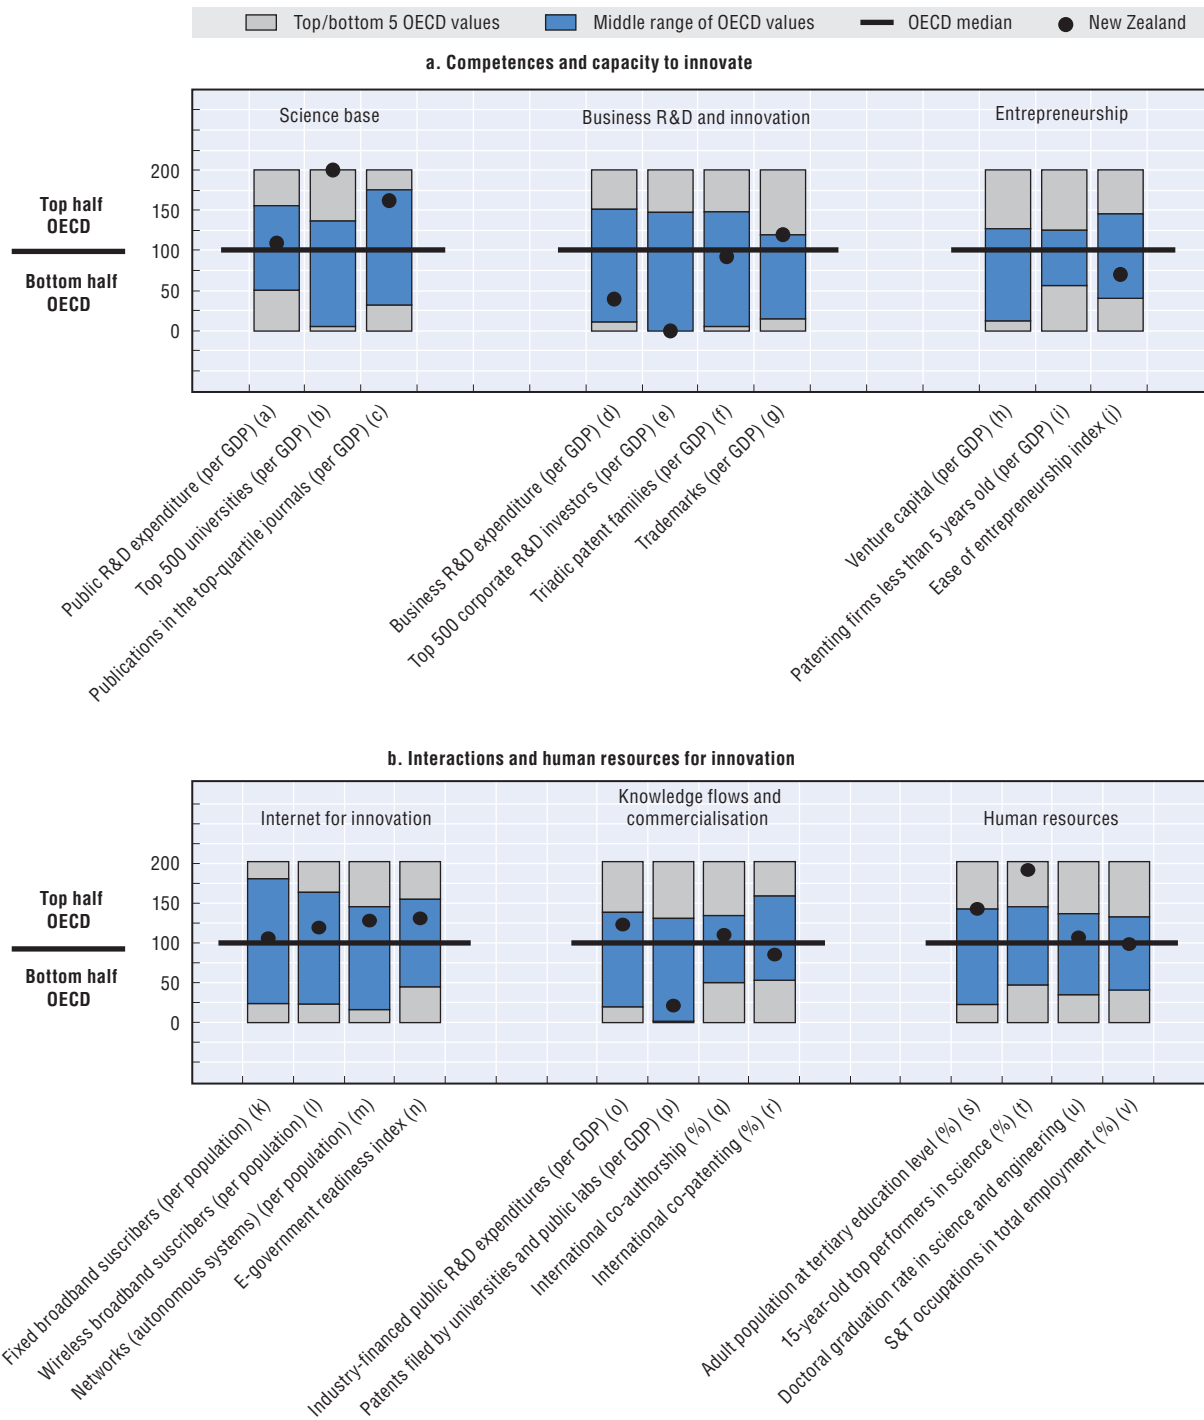 Top/bottom 5 OECD values Middle range of OECD values OECD median New Zealand
a. Competences and capacity to innovate
Science base Business R&D and innovation Entrepreneurship
Top half
OECD
Bottom half
OECD
200
150
100
50
0
Public R&D expenditure (per GDP) (a)
Top 500 universities (per GDP) (b)
Publications in the top-quartile journals (per GDP) (c)
Business R&D expenditure (per GDP) (d)
Top 500 corporate R&D investors (per GDP) (e)
Triadic patent families (per GDP) (f)
Trademarks (per GDP) (g)
Venture capital (per GDP) (h)
Patenting firms less than 5 years old (per GDP) (i)
Ease of entrepreneurship index (j)
b. Interactions and human resources for innovation
Internet for innovation
Knowledge flows and
commercialisation
Human resources
Top half
OECD
Bottom half
OECD
200
150
100
50
0
Fixed broadband suscribers (per population) (k)
Wireless broadband suscribers (per population) (l)
Networks (autonomous systems) (per population) (m)
E-government readiness index (n)
Industry-financed public R&D expenditures (per GDP) (o)
Patents filed by universities and public labs (per GDP) (p)
International co-authorship (%) (q)
International co-patenting (%) (r)
Adult population at tertiary education level (%) (s)
15-year-old top performers in science (%) (t)
Doctoral graduation rate in science and engineering (u)
S&T occupations in total employment (%) (v)